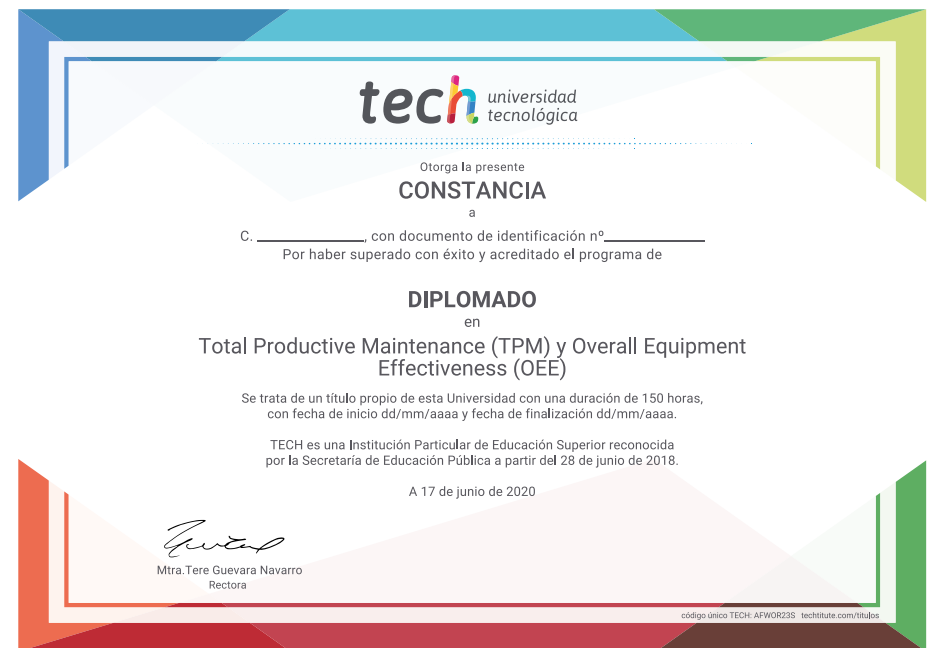 tech universidad
tecnológica
Otorga la presente
CONSTANCIA
a
C. ________________, con documento de identificación nº_______________
Por haber superado con éxito y acreditado el programa de
DIPLOMADO
en
Total Productive Maintenance (TPM) y Overall Equipment
Effectiveness (OEE)
Se trata de un título propio de esta Universidad con una duración de 150 horas,
con fecha de inicio dd/mm/aaaa y fecha de finalización dd/mm/aaaa.
TECH es una Institución Particular de Educación Superior reconocida
por la Secretaría de Educación Pública a partir del 28 de junio de 2018.
A 17 de junio de 2020
Mtra.Tere Guevara Navarro
Rectora
código único TECH: AFWOR23S techtitute.com/titulos